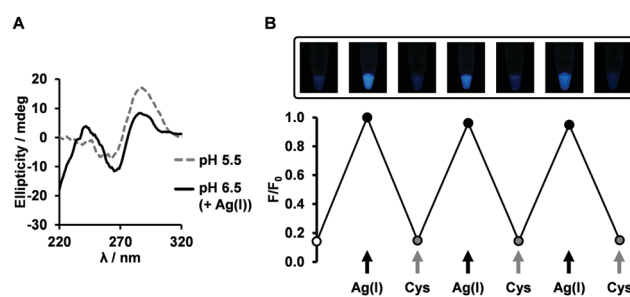 A
Ellipticity / mdeg
20
10
0
-10
-20
-30
220
270
320
λ / nm
pH 5.5
pH 6.5
(+ Ag(I))
B
F/F0
1.0
0.8
0.6
0.4
0.2
0.0
Ag(I) Cys Ag(I) Cys Ag(I) Cys